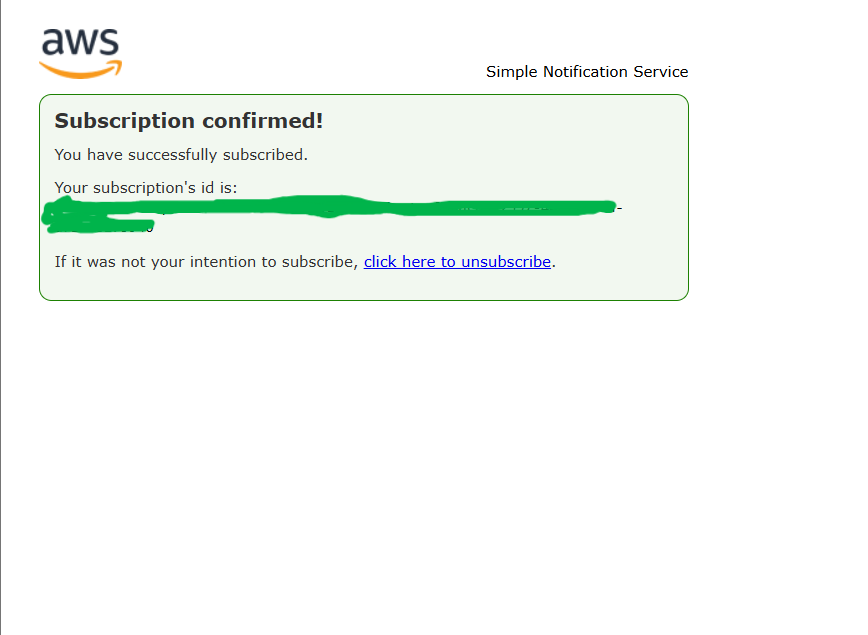 aws
Simple Notification Service
Subscription confirmed!
You have successfully subscribed.
Your subscription's id is:
If it was not your intention to subscribe, click here to unsubscribe.